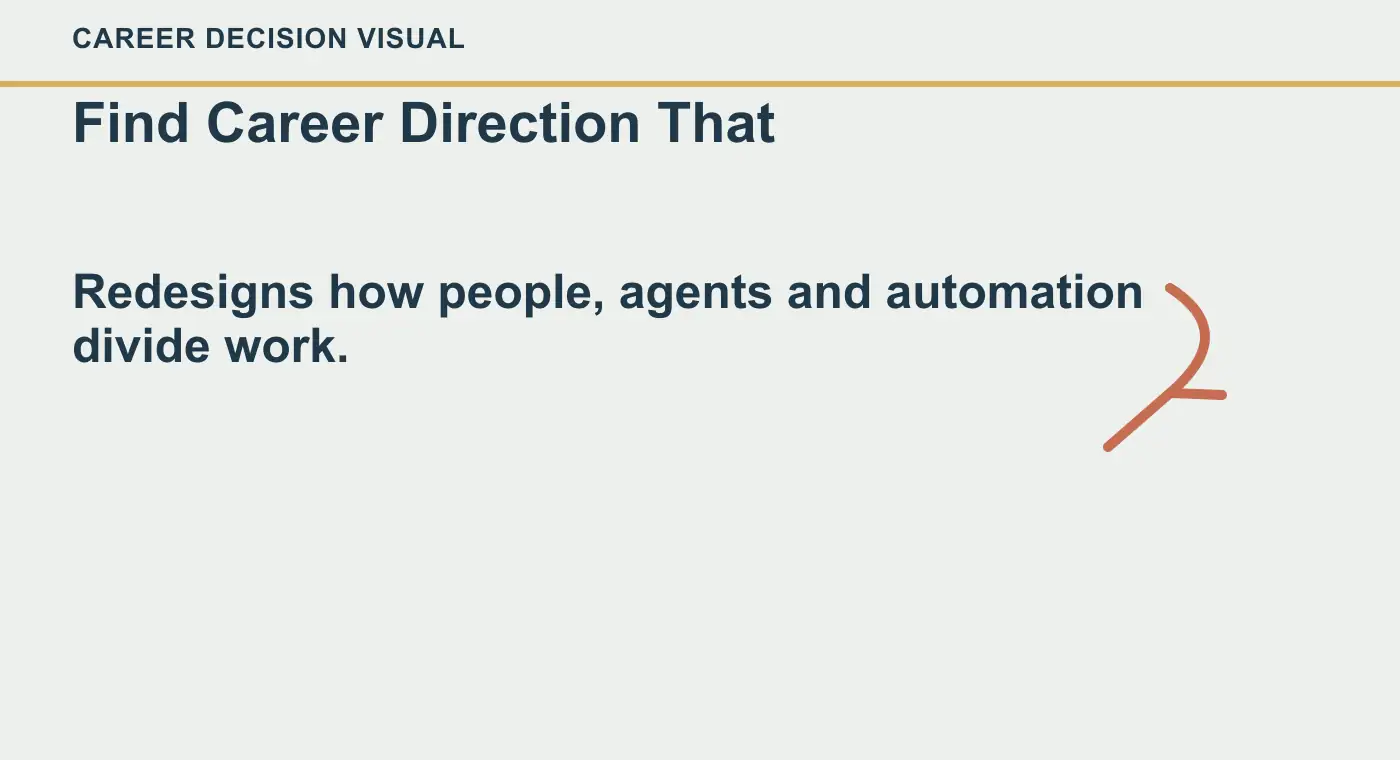 CAREER DECISION VISUAL
Find Career Direction That
Redesigns how people, agents and automation
divide work.